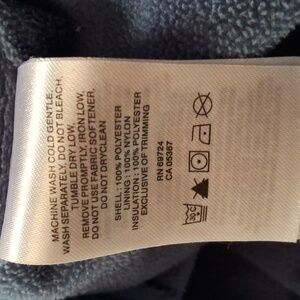 MACHINE WASH COLD GENTLE,
WASH SEPARATELY, DO NOT BLEACH,
TUMBLE DRY LOW,
REMOVE PROMPTLY, IRON LOW,
DO NOT USE FABRIC SOFTENER.
DO NOT DRYCLEAN
SHELL : 100% POLYESTER
LINING : 100% NYLON
INSULATION : 100% POLYESTER
EXCLUSIVE OF TRIMMING
RN 69724
CA 05367